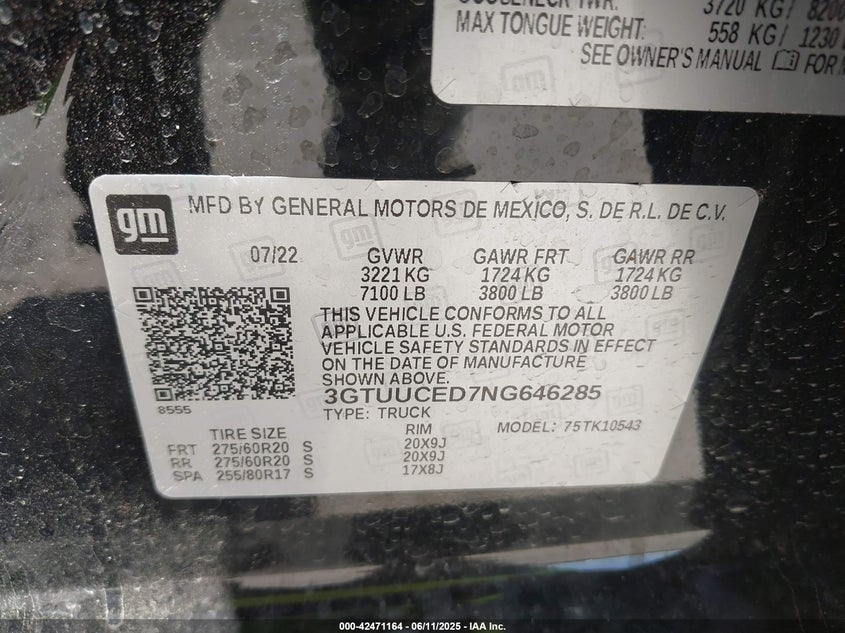 3720 KG/ 8200
MAX TONGUE WEIGHT: 558 KG/ 1230
SEE OWNER'S MANUAL FOR
gm MFD BY GENERAL MOTORS DE MEXICO, S. DE R.L. DE C.V.
07/22 GVWR GAWR FRT GAWR RR
3221 KG 1724 KG 1724 KG
7100 LB 3800 LB 3800 LB
THIS VEHICLE CONFORMS TO ALL
APPLICABLE U.S. FEDERAL MOTOR
VEHICLE SAFETY STANDARDS IN EFFECT
ON THE DATE OF MANUFACTURE
SHOWN ABOVE.
8555
3GTUUCED7NG646285
TYPE: TRUCK
TIRE SIZE RIM MODEL: 75TK10543
FRT 275/60R20 S 20X9J
RR 275/60R20 S 20X9J
SPA 255/80R17 S 17X8J
000-42471164 - 06/11/2025 - IAA Inc.